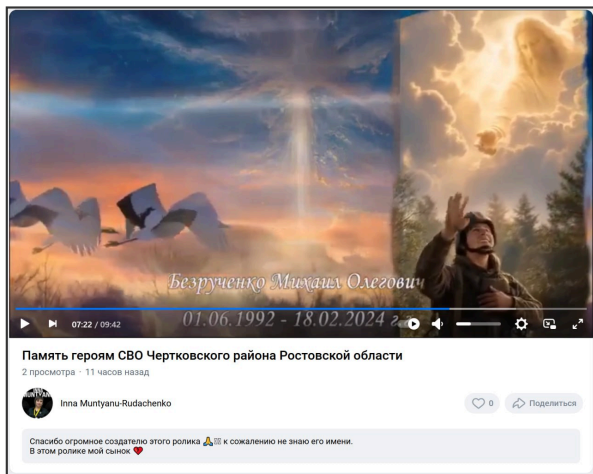 Безрученко Михаил Олегович
01.06.1992 - 18.02.2024 г.
07:22 / 09:42
Память героям СВО Чертковского района Ростовской области
2 просмотра · 11 часов назад
Inna Muntyanu-Rudachenko
0
Поделиться
Спасибо огромное создателю этого ролика 🙏🏼 к сожалению не знаю его имени.
В этом ролике мой сынок 💔